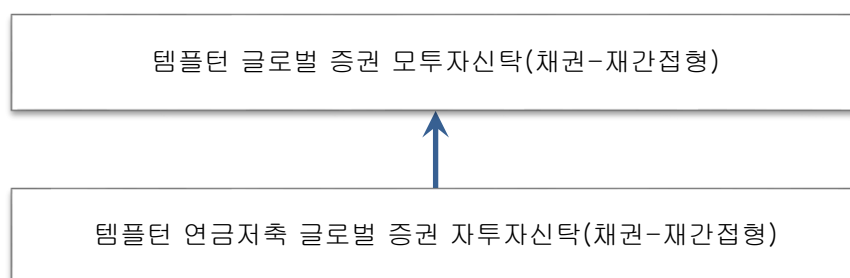 템플턴 글로벌 증권 모투자신탁(채권-재간접형)
템플턴 연금저축 글로벌 증권 자투자신탁(채권-재간접형)